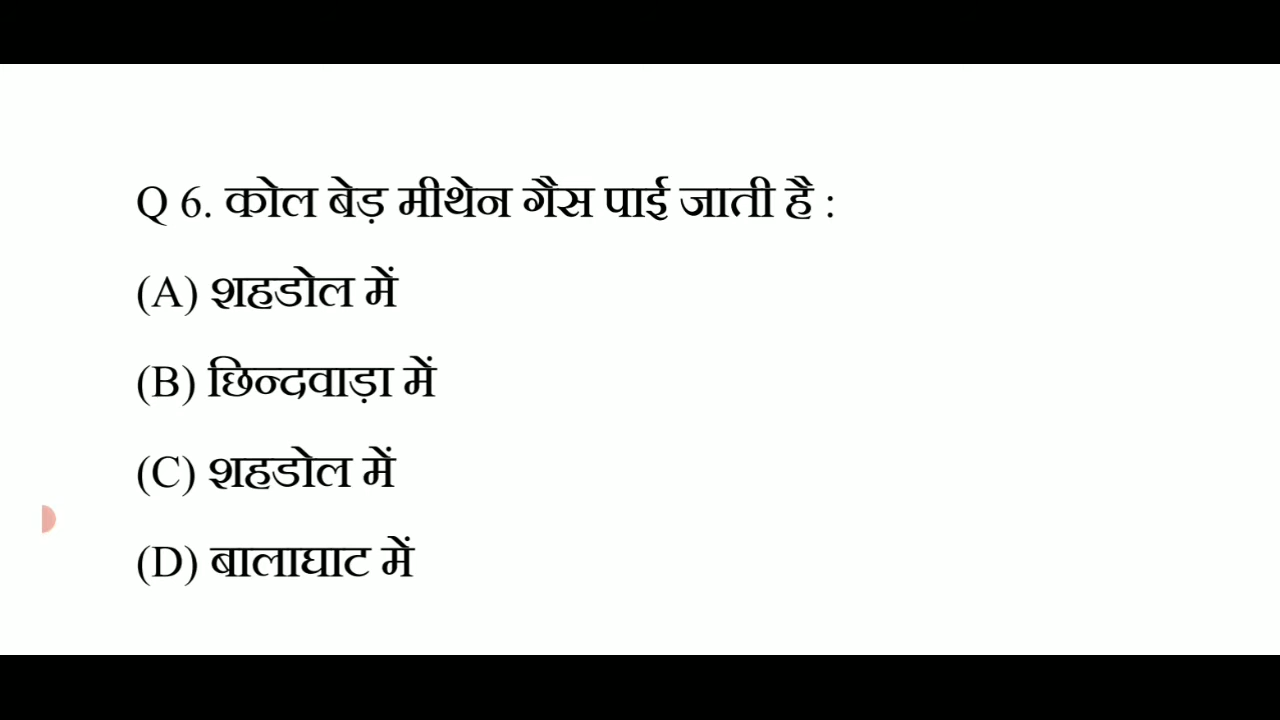 Q 6. कोल बेड़ मीथेन गैस पाई जाती है :
(A) शहडोल में
(B) छिन्दवाड़ा में
(C) शहडोल में
(D) बालाघाट में